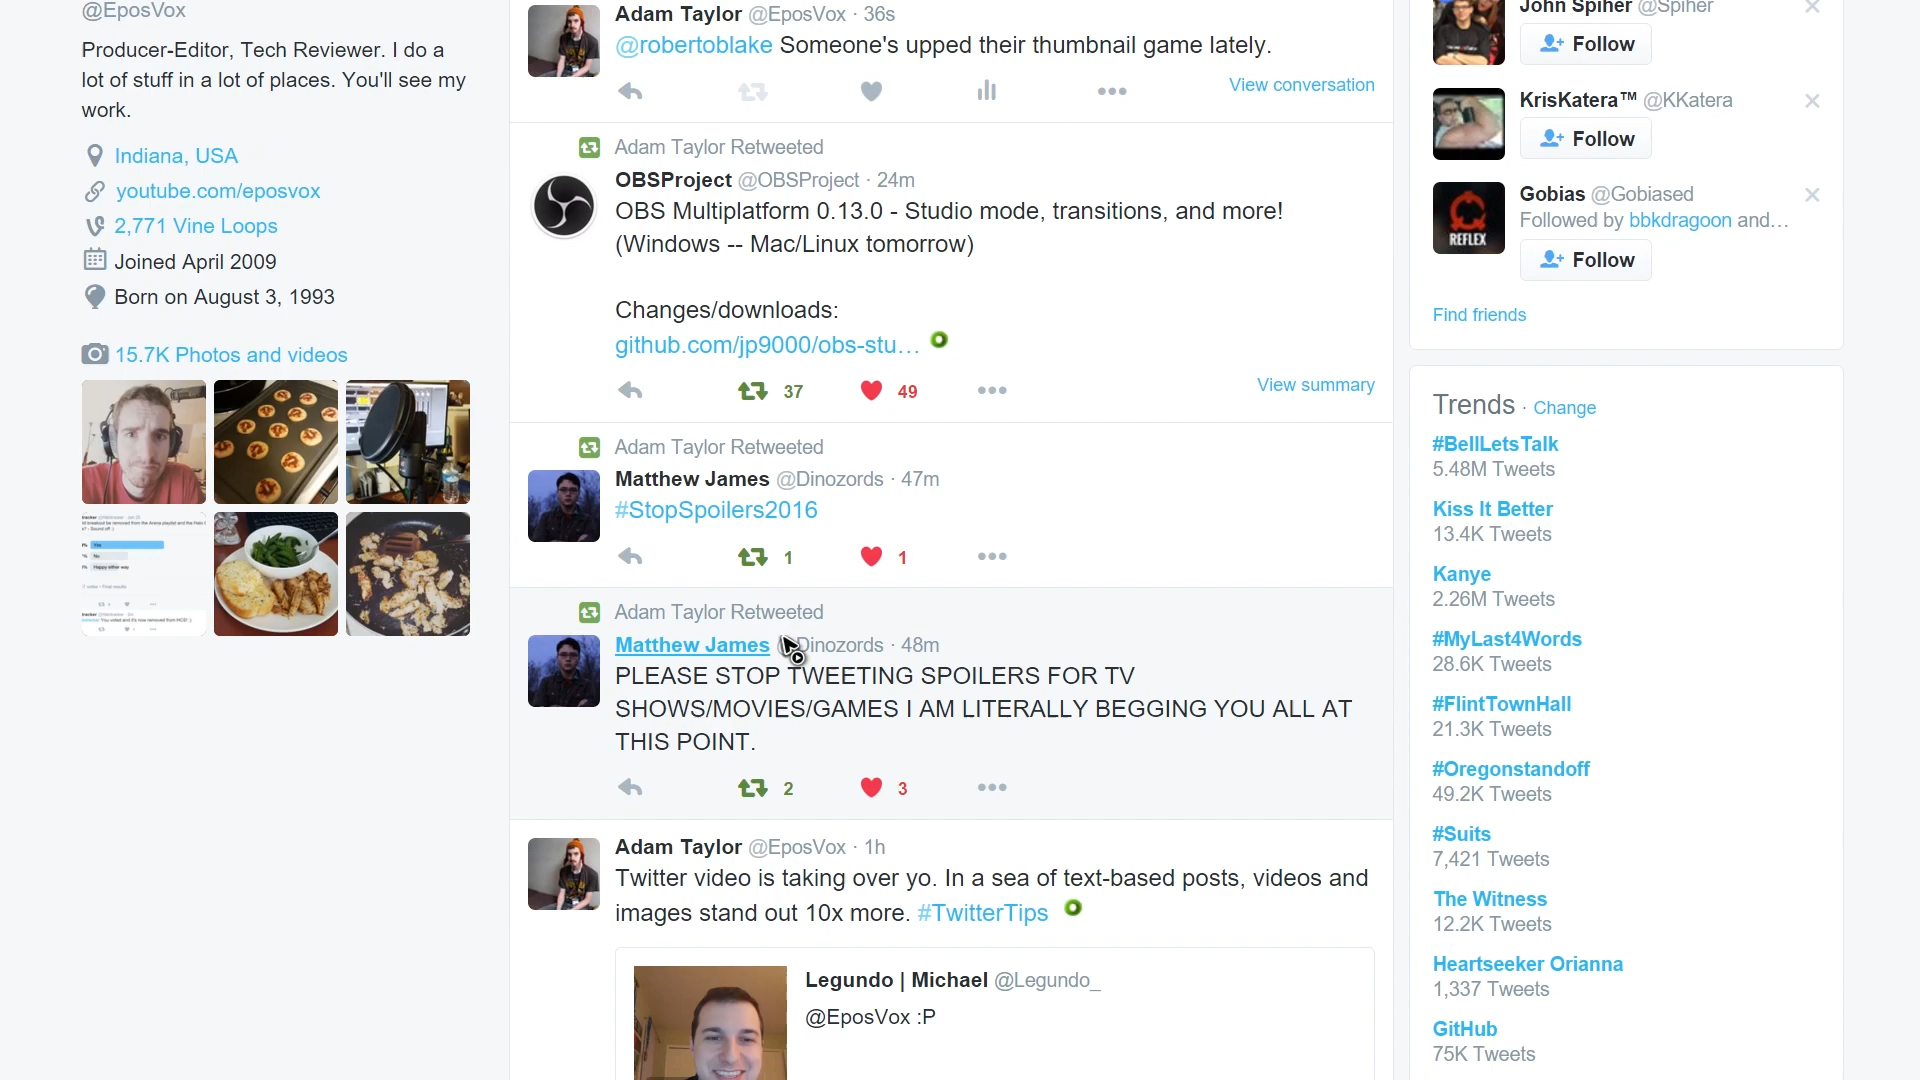 @EposVox
Producer-Editor, Tech Reviewer. I do a
lot of stuff in a lot of places. You'll see my
work.
Indiana, USA
youtube.com/eposvox
2,771 Vine Loops
Joined April 2009
Born on August 3, 1993
15.7K Photos and videos
Yes
No
Happy either way
Adam Taylor @EposVox · 36s
@robertoblake Someone's upped their thumbnail game lately.
View conversation
Adam Taylor Retweeted
OBSProject @OBSProject · 24m
OBS Multiplatform 0.13.0 - Studio mode, transitions, and more!
(Windows -- Mac/Linux tomorrow)
Changes/downloads:
github.com/jp9000/obs-stu…
37 49
View summary
Adam Taylor Retweeted
Matthew James @Dinozords · 47m
#StopSpoilers2016
1 1
Adam Taylor Retweeted
Matthew James @Dinozords · 48m
PLEASE STOP TWEETING SPOILERS FOR TV
SHOWS/MOVIES/GAMES I AM LITERALLY BEGGING YOU ALL AT
THIS POINT.
2 3
Adam Taylor @EposVox · 1h
Twitter video is taking over yo. In a sea of text-based posts, videos and
images stand out 10x more. #TwitterTips
Legundo | Michael @Legundo_
@EposVox :P
John Spiher @Spiher
Follow
KrisKatera™ @KKatera
Follow
REFLEX
Gobias @Gobiased
Followed by bbkdragoon and…
Follow
Find friends
Trends · Change
#BellLetsTalk
5.48M Tweets
Kiss It Better
13.4K Tweets
Kanye
2.26M Tweets
#MyLast4Words
28.6K Tweets
#FlintTownHall
21.3K Tweets
#Oregonstandoff
49.2K Tweets
#Suits
7,421 Tweets
The Witness
12.2K Tweets
Heartseeker Orianna
1,337 Tweets
GitHub
75K Tweets